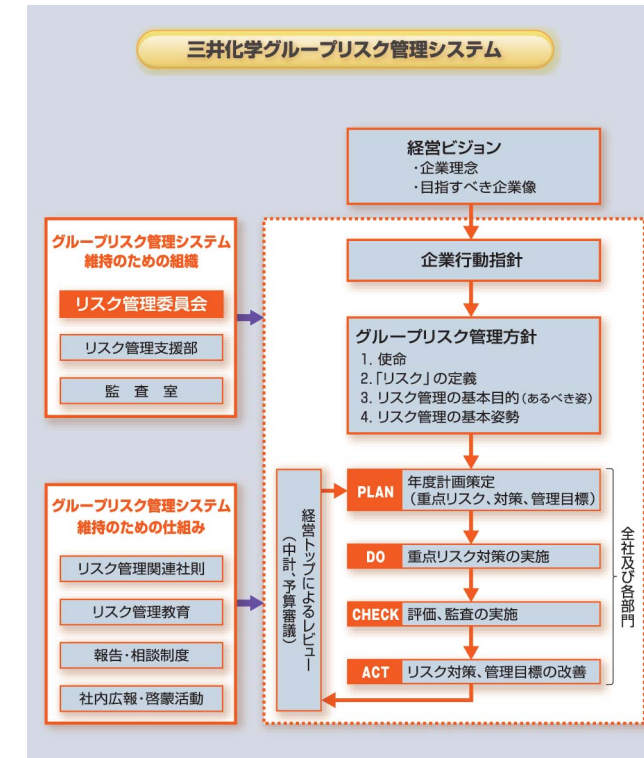 三井化学グループリスク管理システム
経営ビジョン
・企業理念
・目指すべき企業像
グループリスク管理システム
維持のための組織
リスク管理委員会
リスク管理支援部
監 査 室
企業行動指針
グループリスク管理方針
1. 使命
2.「リスク」の定義
3. リスク管理の基本目的(あるべき姿)
4. リスク管理の基本姿勢
グループリスク管理システム
維持のための仕組み
リスク管理関連社則
リスク管理教育
報告・相談制度
社内広報・啓蒙活動
経営トップによるレビュー
(中計、予算審議)
PLAN 年度計画策定
(重点リスク、対策、管理目標)
DO 重点リスク対策の実施
CHECK 評価、監査の実施
ACT リスク対策、管理目標の改善
全社及び各部門